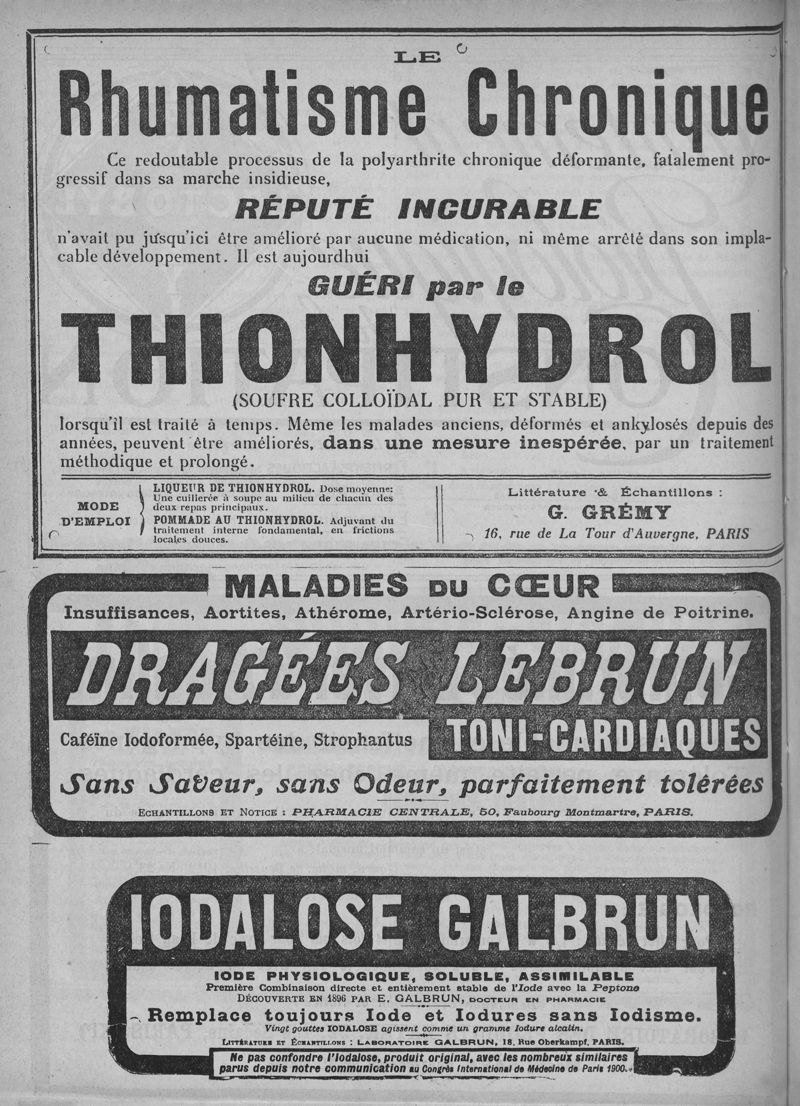 LE
Rhumatisme Chronique
Ce redoutable processus de la polyarthrite chronique déformante, fatalement pro-
gressif dans sa marche insidieuse,
RÉPUTÉ INCURABLE
n'avait pu jusqu'ici être amélioré par aucune médication, ni même arrêté dans son impla-
cable développement. Il est aujourd'hui
GUÉRI par le
THIONHYDROL
(SOUFRE COLLOÏDAL PUR ET STABLE)
lorsqu'il est traité à temps. Même les malades anciens, déformés et ankylosés depuis des
années, peuvent être améliorés, dans une mesure inespérée, par un traitement
méthodique et prolongé.
MODE
D'EMPLOI
LIQUEUR DE THIONHYDROL. Dose moyenne:
Une cuillerée à soupe au milieu de chacun des
deux repas principaux.
POMMADE AU THIONHYDROL. Adjuvant du
traitement interne fondamental, en frictions
locales douces.
Littérature & Échantillons :
G. GRÉMY
16, rue de La Tour d'Auvergne, PARIS
MALADIES DU CŒUR
Insuffisances, Aortites, Athérome, Artério-Sclérose, Angine de Poitrine.
DRAGÉES LEBRUN
Caféïne Iodoformée, Spartéine, Strophantus
TONI-CARDIAQUES
Sans Saveur, sans Odeur, parfaitement tolérées
ECHANTILLONS ET NOTICE : PHARMACIE CENTRALE, 50, Faubourg Montmartre, PARIS.
IODALOSE GALBRUN
IODE PHYSIOLOGIQUE, SOLUBLE, ASSIMILABLE
Première Combinaison directe et entièrement stable de l'Iode avec la Peptone
DÉCOUVERTE EN 1896 PAR E. GALBRUN, DOCTEUR EN PHARMACIE
Remplace toujours Iode et Iodures sans Iodisme.
Vingt gouttes IODALOSE agissent comme un gramme Iodure alcalin.
LITTÉRATURE ET ÉCHANTILLONS : LABORATOIRE GALBRUN, 18, Rue Oberkampf, PARIS.
Ne pas confondre l'Iodalose, produit original, avec les nombreux similaires
parus depuis notre communication au Congrès International de Médecine de Paris 1900.